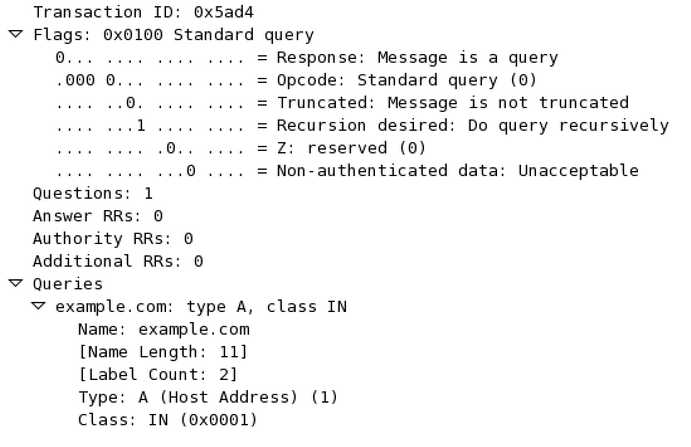 Transaction ID: 0x5ad4
Flags: 0x0100 Standard query
0... .... .... .... = Response: Message is a query
.000 0... .... .... = Opcode: Standard query (0)
.... ..0. .... .... = Truncated: Message is not truncated
.... ...1 .... .... = Recursion desired: Do query recursively
.... .... .0.. .... = Z: reserved (0)
.... .... ...0 .... = Non-authenticated data: Unacceptable
Questions: 1
Answer RRs: 0
Authority RRs: 0
Additional RRs: 0
Queries
example.com: type A, class IN
Name: example.com
[Name Length: 11]
[Label Count: 2]
Type: A (Host Address) (1)
Class: IN (0x0001)